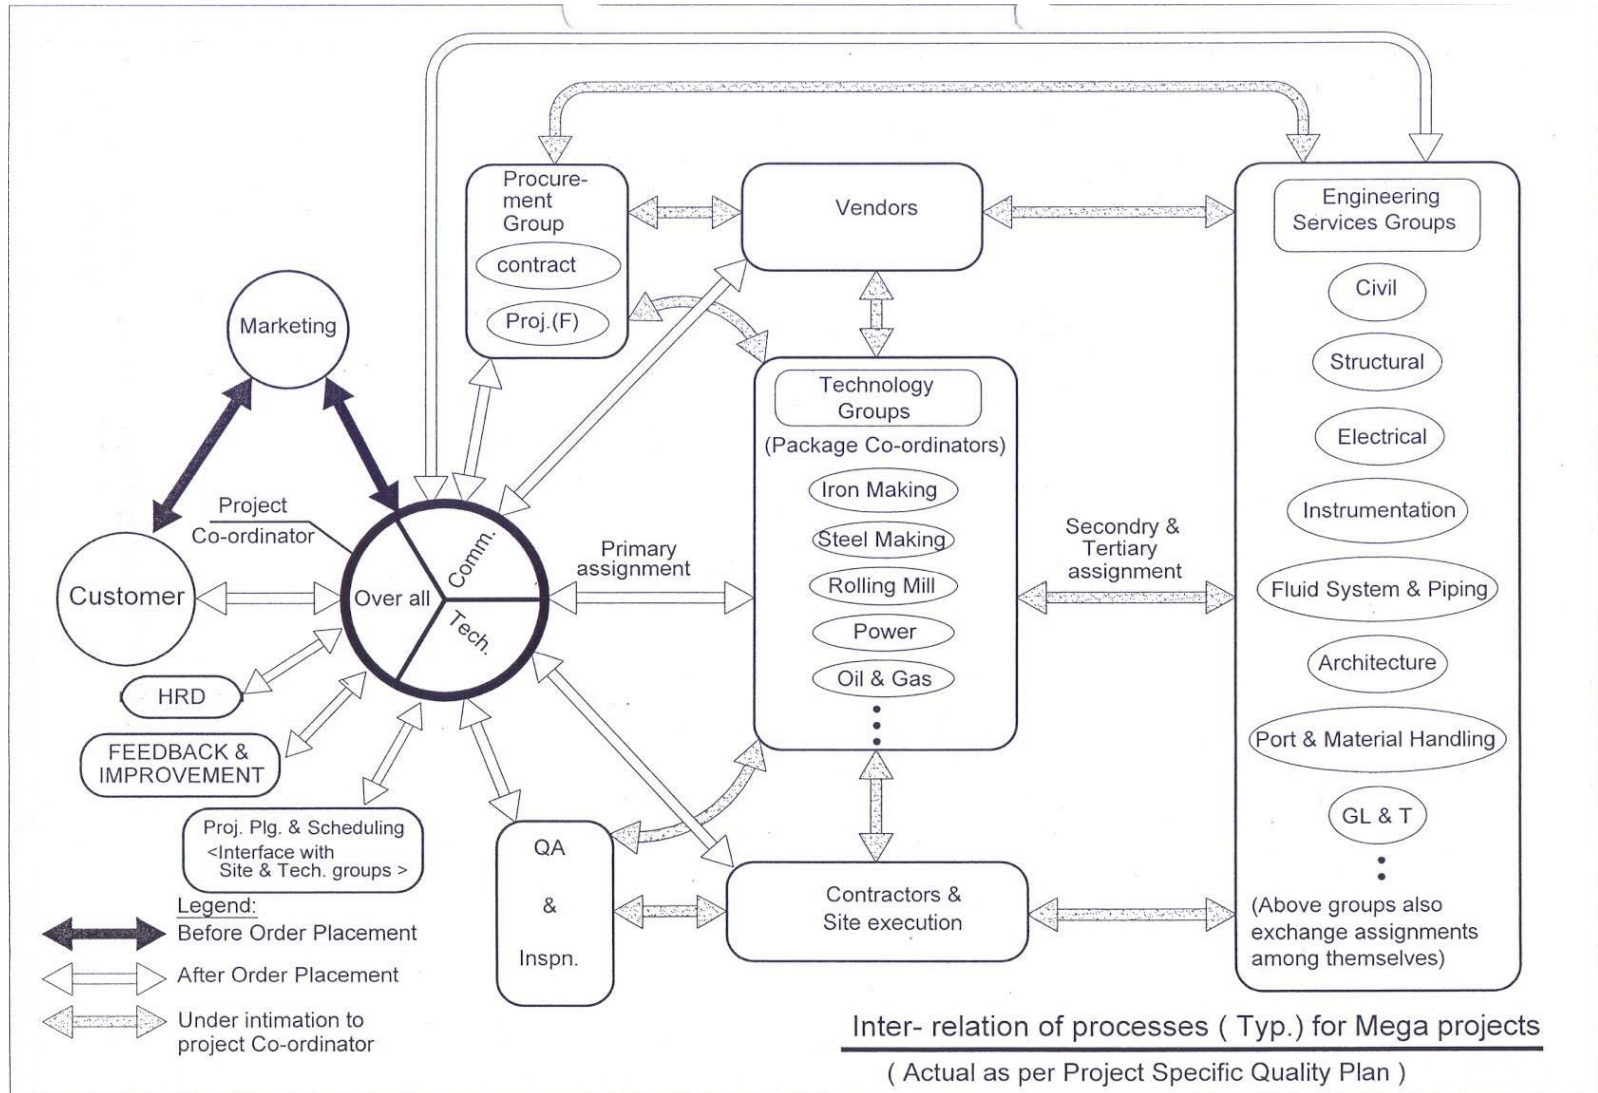 Procure-
ment
Group
contract
Proj.(F)
Vendors
Engineering
Services Groups
Civil
Structural
Electrical
Instrumentation
Fluid System & Piping
Architecture
Port & Material Handling
GL & T
(Above groups also
exchange assignments
among themselves)
Marketing
Customer
Project
Co-ordinator
Over all
Comm.
Tech.
Primary
assignment
Technology
Groups
(Package Co-ordinators)
Iron Making
Steel Making
Rolling Mill
Power
Oil & Gas
Secondry &
Tertiary
assignment
HRD
FEEDBACK &
IMPROVEMENT
Proj. Plg. & Scheduling
<Interface with
Site & Tech. groups >
QA
&
Inspn.
Contractors &
Site execution
Legend:
Before Order Placement
After Order Placement
Under intimation to
project Co-ordinator
Inter- relation of processes ( Typ.) for Mega projects
( Actual as per Project Specific Quality Plan )